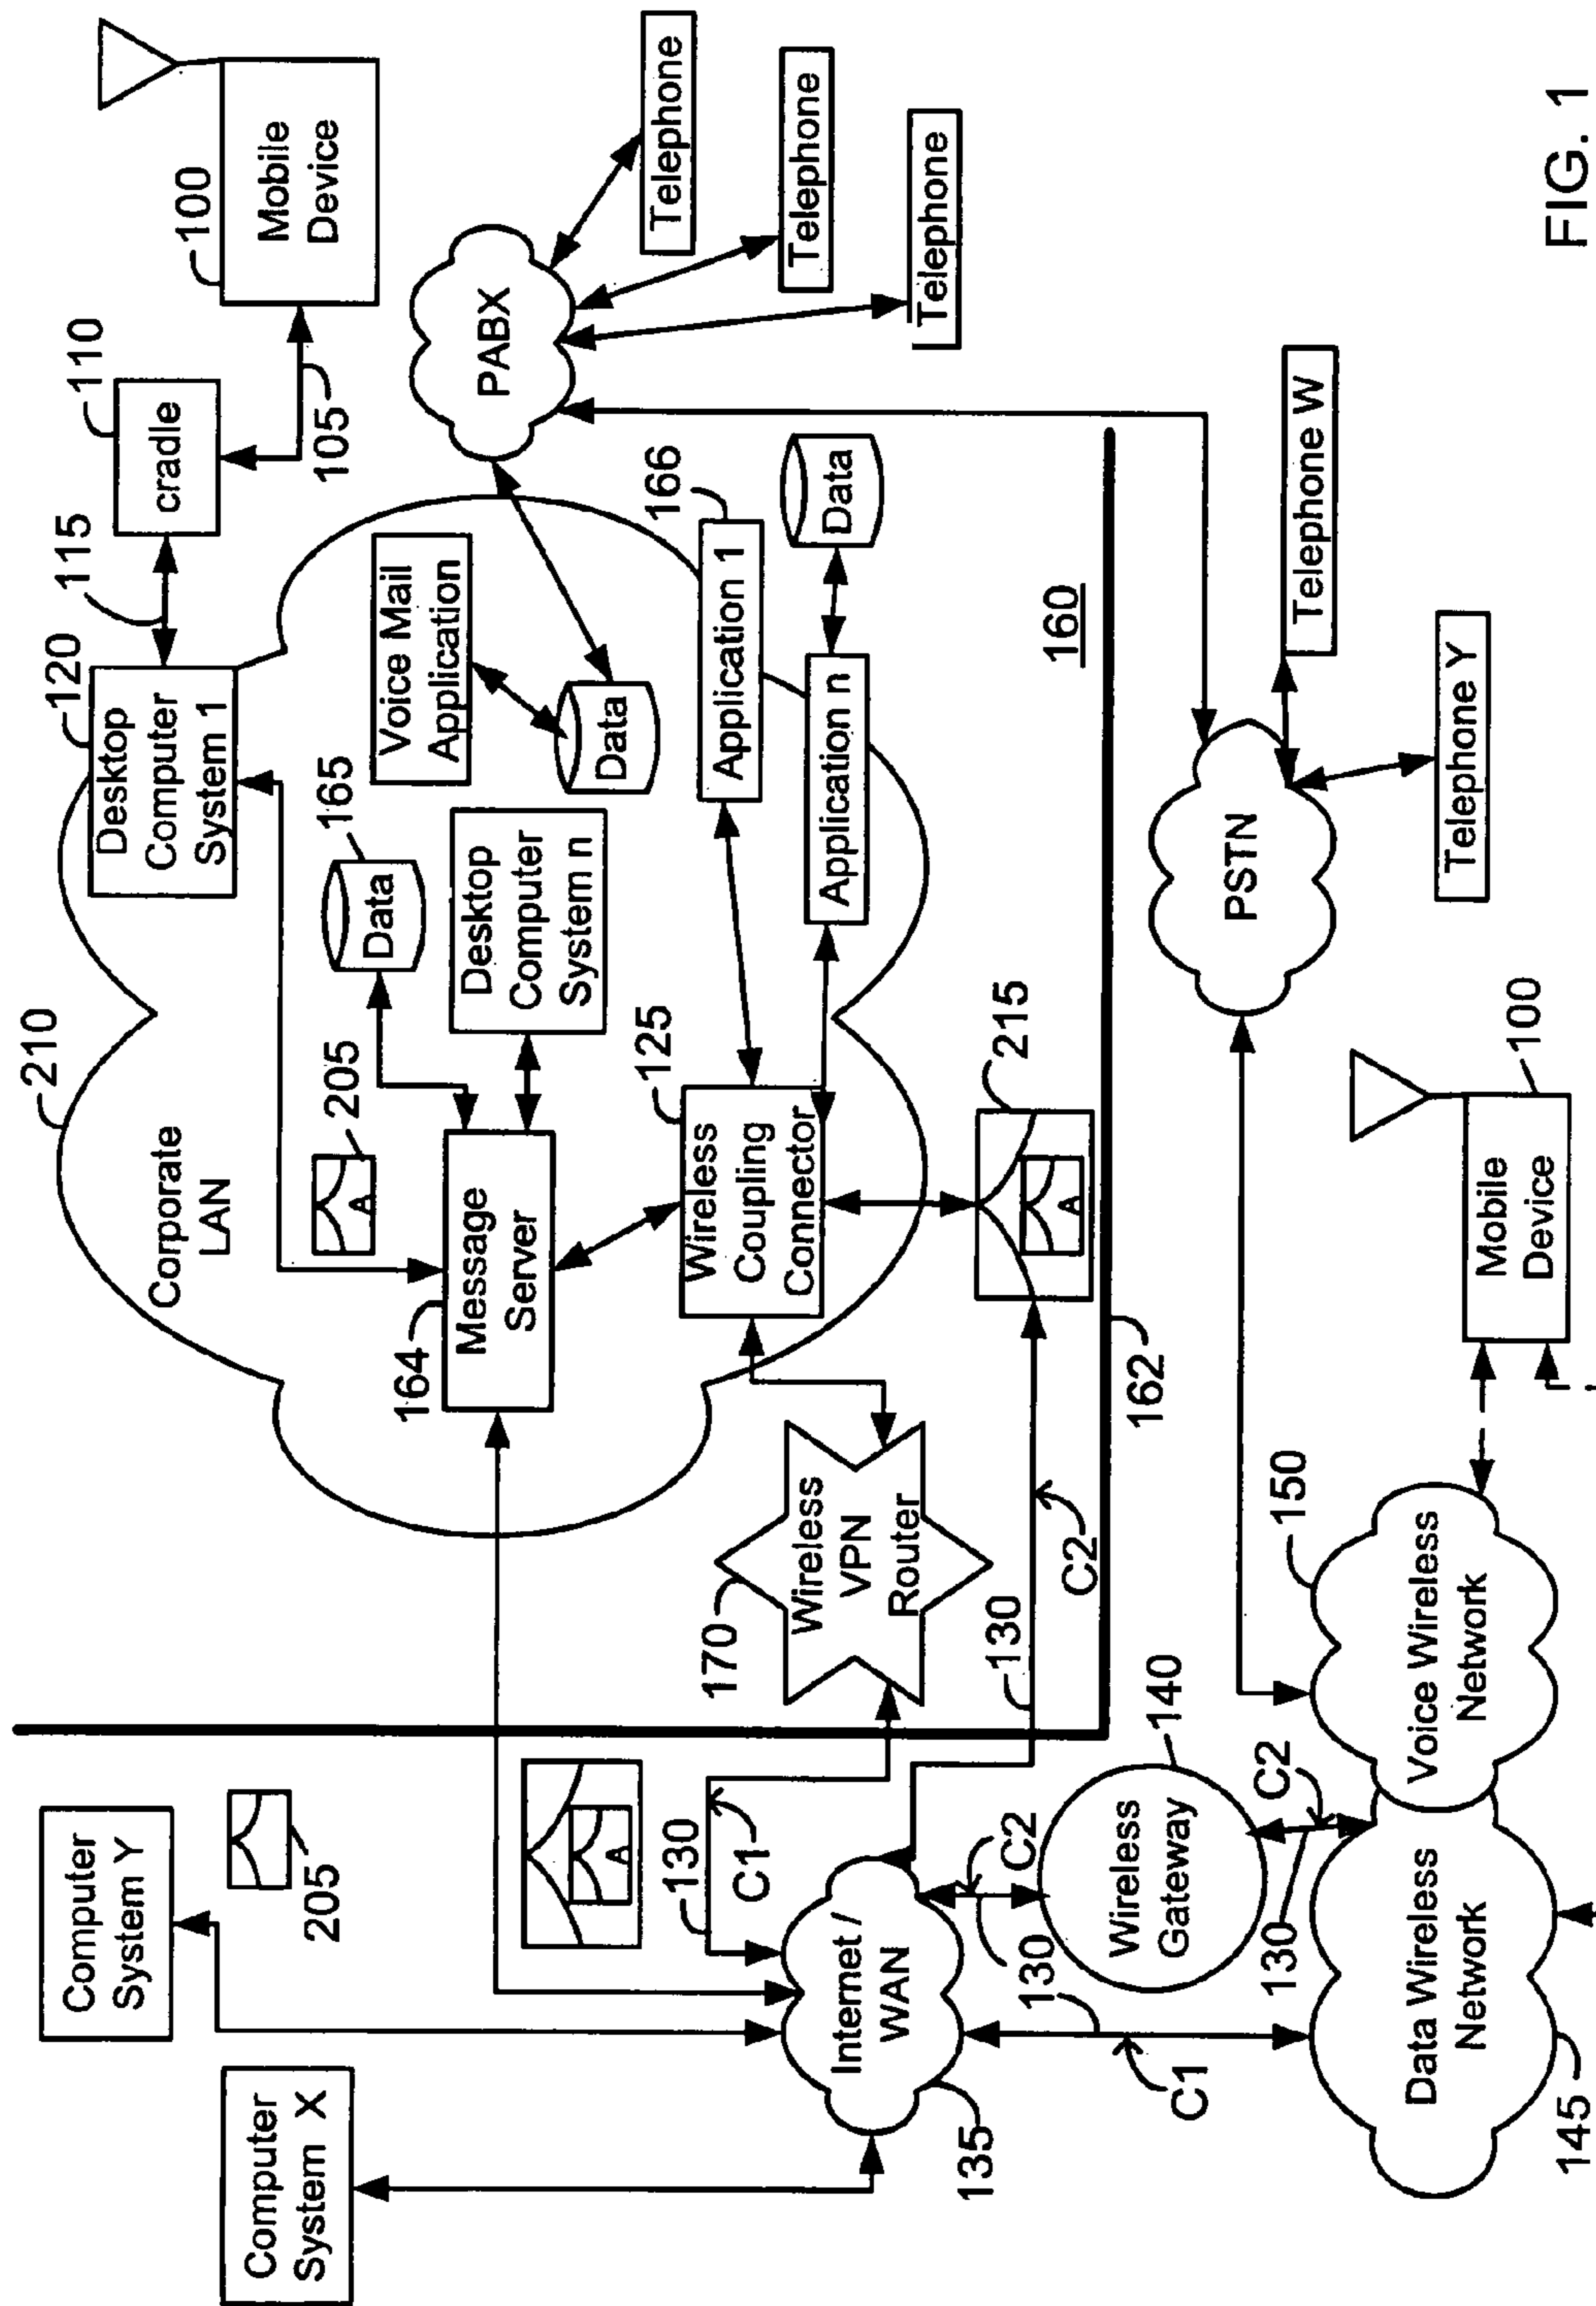 Computer
System X
Computer
System Y
205
A
210
Corporate
LAN
120
Desktop
Computer
System 1
115
110
cradle
105
100
Mobile
Device
165
Data
205
A
164
Message
Server
Desktop
Computer
System n
Voice Mail
Application
Data
PABX
Telephone
Telephone
Telephone
125
Wireless
Coupling
Connector
Application 1
166
Application n
Data
170
Wireless
VPN
Router
130
C1
130
C2
215
A
160
162
Internet /
WAN
135
C2
130
130
C1
Wireless
Gateway
140
C2
130
Data Wireless
Network
145
Voice Wireless
Network
150
PSTN
Telephone W
Telephone Y
Mobile
Device
100
FIG. 1